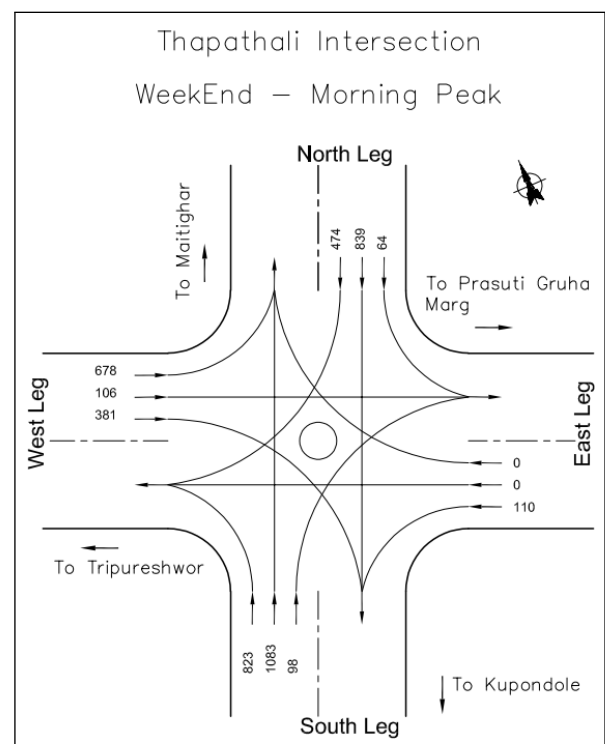 Thapathali Intersection
WeekEnd – Morning Peak
North Leg
To Maitighar
474
839
64
To Prasuti Gruha
Marg
678
106
381
West Leg
East Leg
0
0
110
To Tripureshwor
823
1083
98
To Kupondole
South Leg